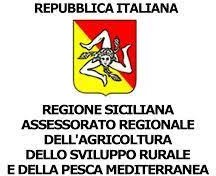 REPUBBLICA ITALIANA
REGIONE SICILIANA
ASSESSORATO REGIONALE
DELL'AGRICOLTURA
DELLO SVILUPPO RURALE
E DELLA PESCA MEDITERRANEA